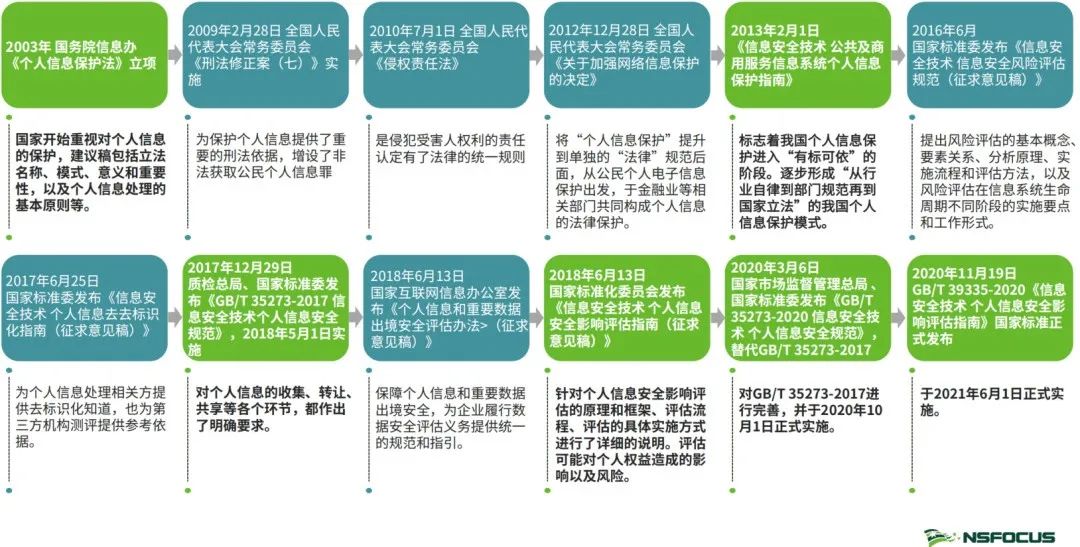 2003年 国务院信息办
《个人信息保护法》立项
2009年2月28日 全国人民
代表大会常务委员会
《刑法修正案（七）》实
施
2010年7月1日 全国人民代
表大会常务委员会
《侵权责任法》
2012年12月28日 全国人
民代表大会常务委员会
《关于加强网络信息保护
的决定》
2013年2月1日
《信息安全技术 公共及商
用服务信息系统个人信息
保护指南》
2016年6月
国家标准委发布《信息安
全技术 信息安全风险评估
规范（征求意见稿）》
国家开始重视对个人信息
的保护，建议稿包括立法
名称、模式、意义和重要
性，以及个人信息处理的
基本原则等。
为保护个人信息提供了重
要的刑法依据，增设了非
法获取公民个人信息罪
是侵犯受害人权利的责任
认定有了法律的统一规则
将“个人信息保护”提升
到单独的“法律”规范后
面，从公民个人电子信息
保护出发，于金融业等相
关部门共同构成个人信息
的法律保护。
标志着我国个人信息保
护进入“有标可依”的
阶段。逐步形成“从行
业自律到部门规范再到
国家立法”的我国个人
信息保护模式。
提出风险评估的基本概念、
要素关系、分析原理、实
施流程和评估方法，以及
风险评估在信息系统生命
周期不同阶段的实施要点
和工作形式。
2017年6月25日
国家标准委发布《信息安
全技术 个人信息去去标识
化指南（征求意见稿）》
2017年12月29日
质检总局、国家标准委发
布《GB/T 35273-2017 信
息安全技术个人信息安全
规范》，2018年5月1日实
施
2018年6月13日
国家互联网信息办公室发
布《个人信息和重要数据
出境安全评估办法>（征求
意见稿）》
2018年6月13日
国家标准化委员会发布
《信息安全技术 个人信息
安全影响评估指南（征求
意见稿）》
2020年3月6日
国家市场监督管理总局、
国家标准委发布《GB/T
35273-2020 信息安全技
术 个人信息安全规范》，
替代GB/T 35273-2017
2020年11月19日
GB/T 39335-2020《信息
安全技术 个人信息安全影
响评估指南》国家标准正
式发布
为个人信息处理相关方提
供去标识化知道，也为第
三方机构测评提供参考依
据。
对个人信息的收集、转让、
共享等各个环节，都作出
了明确要求。
保障个人信息和重要数据
出境安全，为企业履行数
据安全评估义务提供统一
的规范和指引。
针对个人信息安全影响评
估的原理和框架、评估流
程、评估的具体实施方式
进行了详细的说明。评估
可能对个人权益造成的影
响以及风险。
对GB/T 35273-2017进行
完善，并于2020年10月
1日正式实施。
于2021年6月1日正式实
施。
NSFOCUS